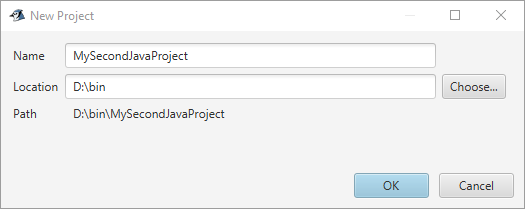 New Project
Name MySecondJavaProject
Location D:\bin Choose...
Path D:\bin\MySecondJavaProject
OK Cancel